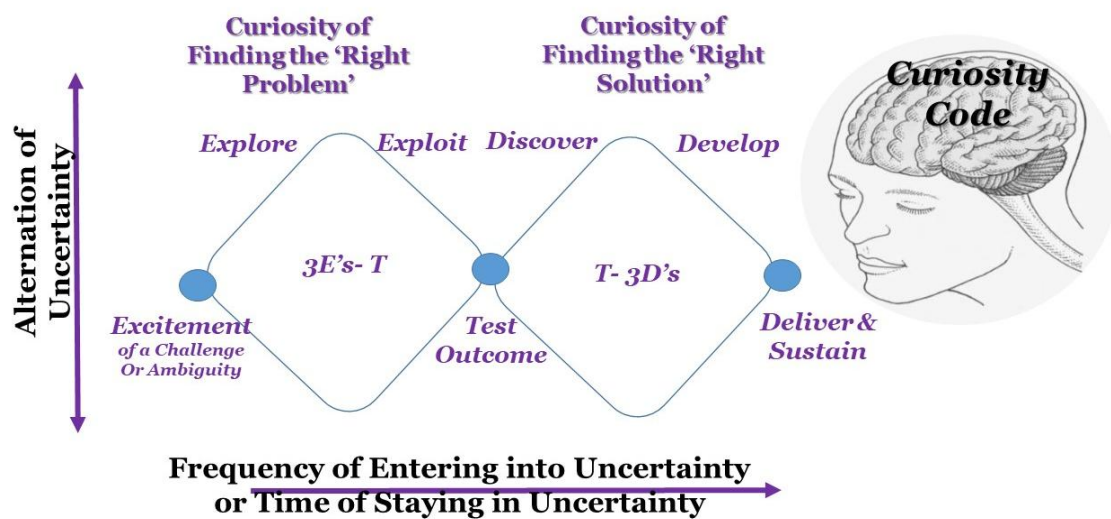 Curiosity of
Finding the ‘Right
Problem’
Curiosity of
Finding the ‘Right
Solution’
Curiosity
Code
Alternation of
Uncertainty
Explore
Exploit
Discover
Develop
3E’s- T
T- 3D’s
Excitement
of a Challenge
Or Ambiguity
Test
Outcome
Deliver &
Sustain
Frequency of Entering into Uncertainty
or Time of Staying in Uncertainty